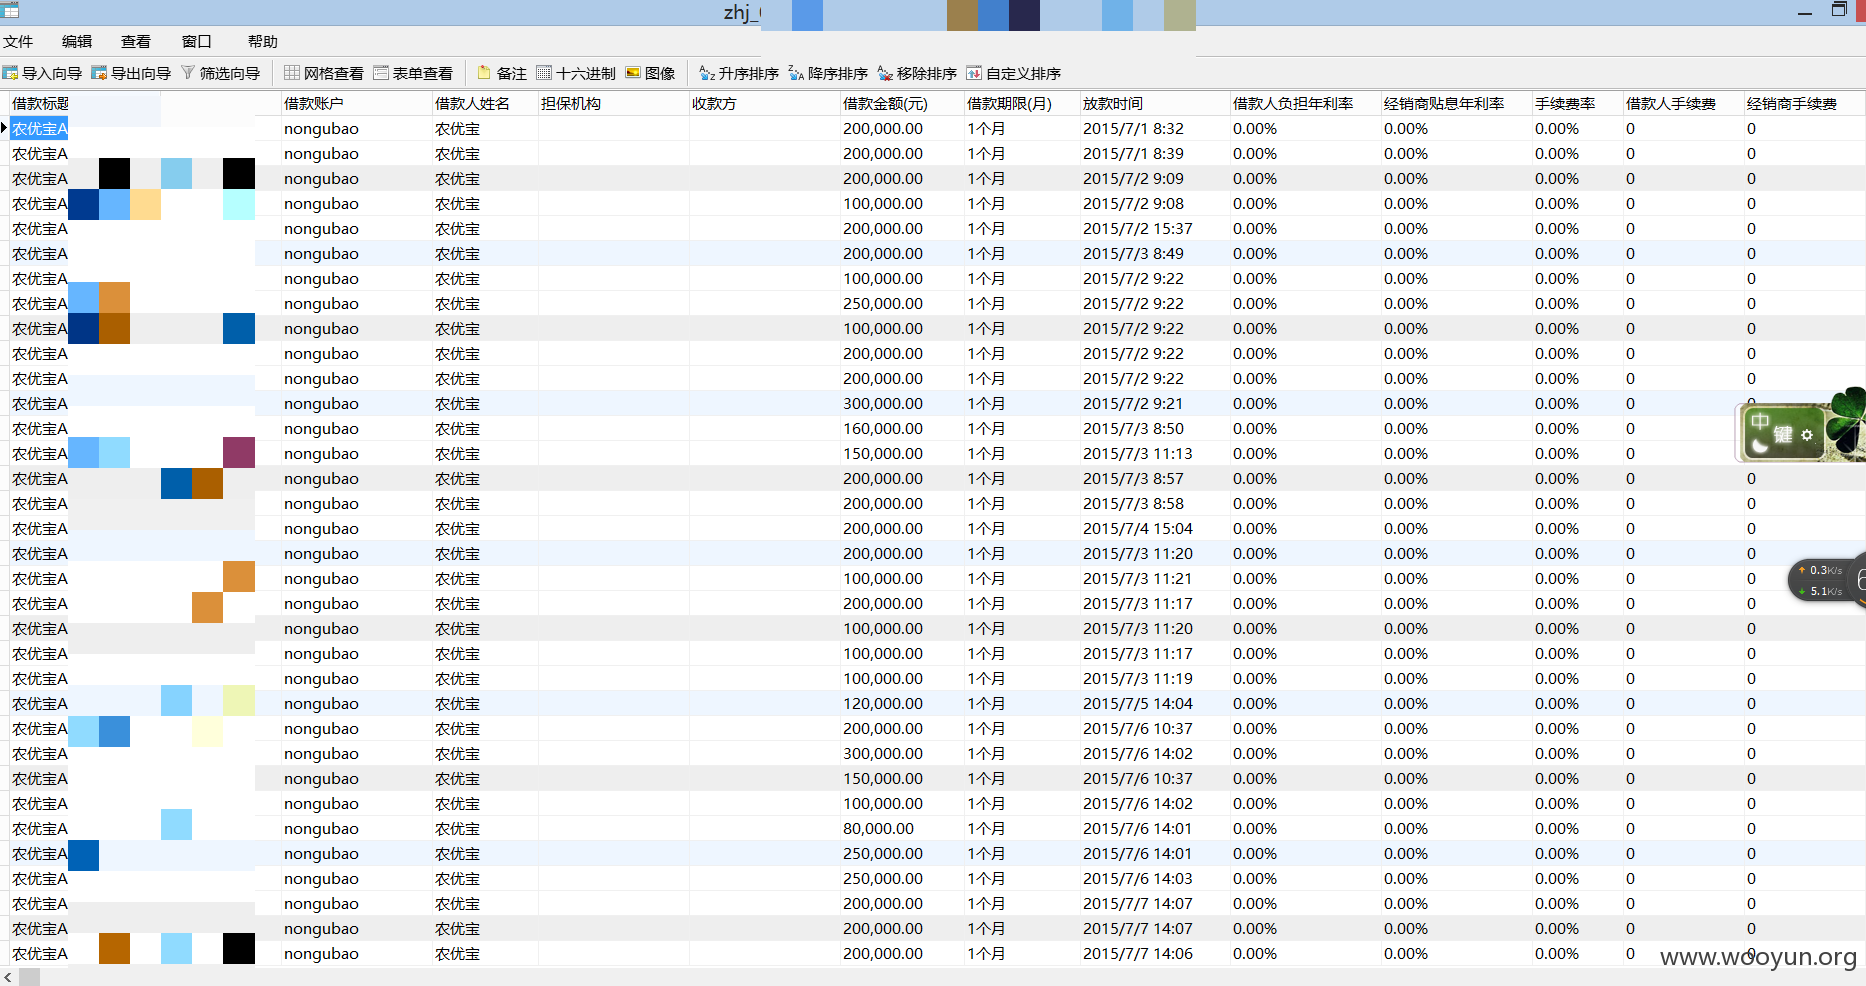 zhj_
文件 编辑 查看 窗口 帮助
导入向导 导出向导 筛选向导 网格查看 表单查看 备注 十六进制 图像 升序排序 降序排序 移除排序 自定义排序
借款标题 借款账户 借款人姓名 担保机构 收款方 借款金额(元) 借款期限(月) 放款时间 借款人负担年利率 经销商贴息年利率 手续费率 借款人手续费 经销商手续费
农优宝A nongubao 农优宝 200,000.00 1个月 2015/7/1 8:32 0.00% 0.00% 0.00% 0 0
农优宝A nongubao 农优宝 200,000.00 1个月 2015/7/1 8:39 0.00% 0.00% 0.00% 0 0
农优宝A nongubao 农优宝 200,000.00 1个月 2015/7/2 9:09 0.00% 0.00% 0.00% 0 0
农优宝A nongubao 农优宝 100,000.00 1个月 2015/7/2 9:08 0.00% 0.00% 0.00% 0 0
农优宝A nongubao 农优宝 200,000.00 1个月 2015/7/2 15:37 0.00% 0.00% 0.00% 0 0
农优宝A nongubao 农优宝 200,000.00 1个月 2015/7/3 8:49 0.00% 0.00% 0.00% 0 0
农优宝A nongubao 农优宝 100,000.00 1个月 2015/7/2 9:22 0.00% 0.00% 0.00% 0 0
农优宝A nongubao 农优宝 250,000.00 1个月 2015/7/2 9:22 0.00% 0.00% 0.00% 0 0
农优宝A nongubao 农优宝 100,000.00 1个月 2015/7/2 9:22 0.00% 0.00% 0.00% 0 0
农优宝A nongubao 农优宝 200,000.00 1个月 2015/7/2 9:22 0.00% 0.00% 0.00% 0 0
农优宝A nongubao 农优宝 200,000.00 1个月 2015/7/2 9:22 0.00% 0.00% 0.00% 0 0
农优宝A nongubao 农优宝 300,000.00 1个月 2015/7/2 9:21 0.00% 0.00% 0.00% 0 0
农优宝A nongubao 农优宝 160,000.00 1个月 2015/7/3 8:50 0.00% 0.00% 0.00% 0 中 键
农优宝A nongubao 农优宝 150,000.00 1个月 2015/7/3 11:13 0.00% 0.00% 0.00% 0
农优宝A nongubao 农优宝 200,000.00 1个月 2015/7/3 8:57 0.00% 0.00% 0.00% 0 0
农优宝A nongubao 农优宝 200,000.00 1个月 2015/7/3 8:58 0.00% 0.00% 0.00% 0 0
农优宝A nongubao 农优宝 200,000.00 1个月 2015/7/4 15:04 0.00% 0.00% 0.00% 0 0
农优宝A nongubao 农优宝 200,000.00 1个月 2015/7/3 11:20 0.00% 0.00% 0.00% 0 0
农优宝A nongubao 农优宝 100,000.00 1个月 2015/7/3 11:21 0.00% 0.00% 0.00% 0 0 0.3K/s
农优宝A nongubao 农优宝 200,000.00 1个月 2015/7/3 11:17 0.00% 0.00% 0.00% 0 0 5.1K/s
农优宝A nongubao 农优宝 100,000.00 1个月 2015/7/3 11:20 0.00% 0.00% 0.00% 0 0
农优宝A nongubao 农优宝 100,000.00 1个月 2015/7/3 11:17 0.00% 0.00% 0.00% 0 0
农优宝A nongubao 农优宝 100,000.00 1个月 2015/7/3 11:19 0.00% 0.00% 0.00% 0 0
农优宝A nongubao 农优宝 120,000.00 1个月 2015/7/5 14:04 0.00% 0.00% 0.00% 0 0
农优宝A nongubao 农优宝 200,000.00 1个月 2015/7/6 10:37 0.00% 0.00% 0.00% 0 0
农优宝A nongubao 农优宝 300,000.00 1个月 2015/7/6 14:02 0.00% 0.00% 0.00% 0 0
农优宝A nongubao 农优宝 150,000.00 1个月 2015/7/6 10:37 0.00% 0.00% 0.00% 0 0
农优宝A nongubao 农优宝 100,000.00 1个月 2015/7/6 14:02 0.00% 0.00% 0.00% 0 0
农优宝A nongubao 农优宝 80,000.00 1个月 2015/7/6 14:01 0.00% 0.00% 0.00% 0 0
农优宝A nongubao 农优宝 250,000.00 1个月 2015/7/6 14:01 0.00% 0.00% 0.00% 0 0
农优宝A nongubao 农优宝 250,000.00 1个月 2015/7/6 14:03 0.00% 0.00% 0.00% 0 0
农优宝A nongubao 农优宝 200,000.00 1个月 2015/7/7 14:07 0.00% 0.00% 0.00% 0 0
农优宝A nongubao 农优宝 200,000.00 1个月 2015/7/7 14:07 0.00% 0.00% 0.00% 0 0
农优宝A nongubao 农优宝 200,000.00 1个月 2015/7/7 14:06 0.00% 0.00% 0.00% 0 0
www.wooyun.org